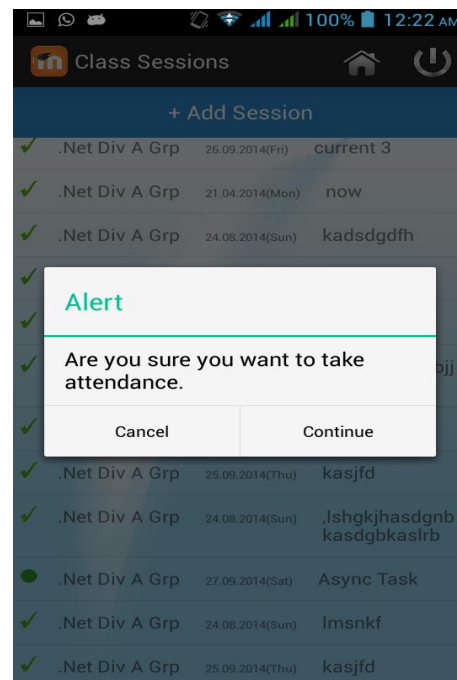 100% 12:22 AM
Class Sessions
+ Add Session
.Net Div A Grp 26.09.2014(Fri) current 3
.Net Div A Grp 21.04.2014(Mon) now
.Net Div A Grp 24.08.2014(Sun) kadsgdfh
Alert
Are you sure you want to take
attendance.
bjj
Cancel Continue
.Net Div A Grp 25.09.2014(Thu) kasjfd
.Net Div A Grp 24.08.2014(Sun) ,lshgkjhasdgnb
kasdgbkaslrb
.Net Div A Grp 27.09.2014(Sat) Async Task
.Net Div A Grp 24.08.2014(Sun) lmsnkf
.Net Div A Grp 25.09.2014(Thu) kasjfd